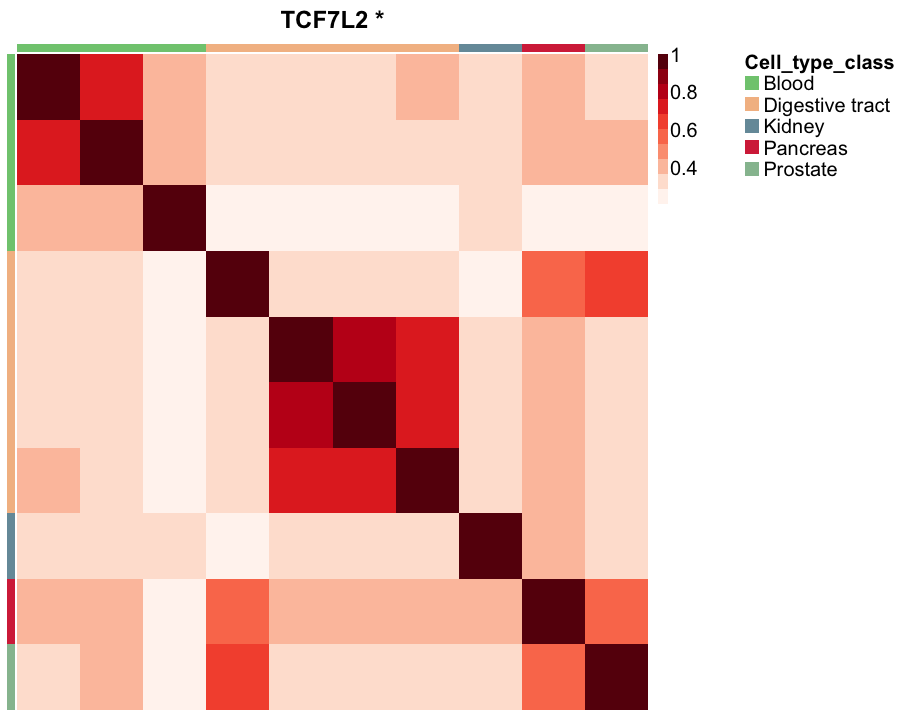 TCF7L2 *
1
0.8
0.6
0.4
Cell_type_class
Blood
Digestive tract
Kidney
Pancreas
Prostate